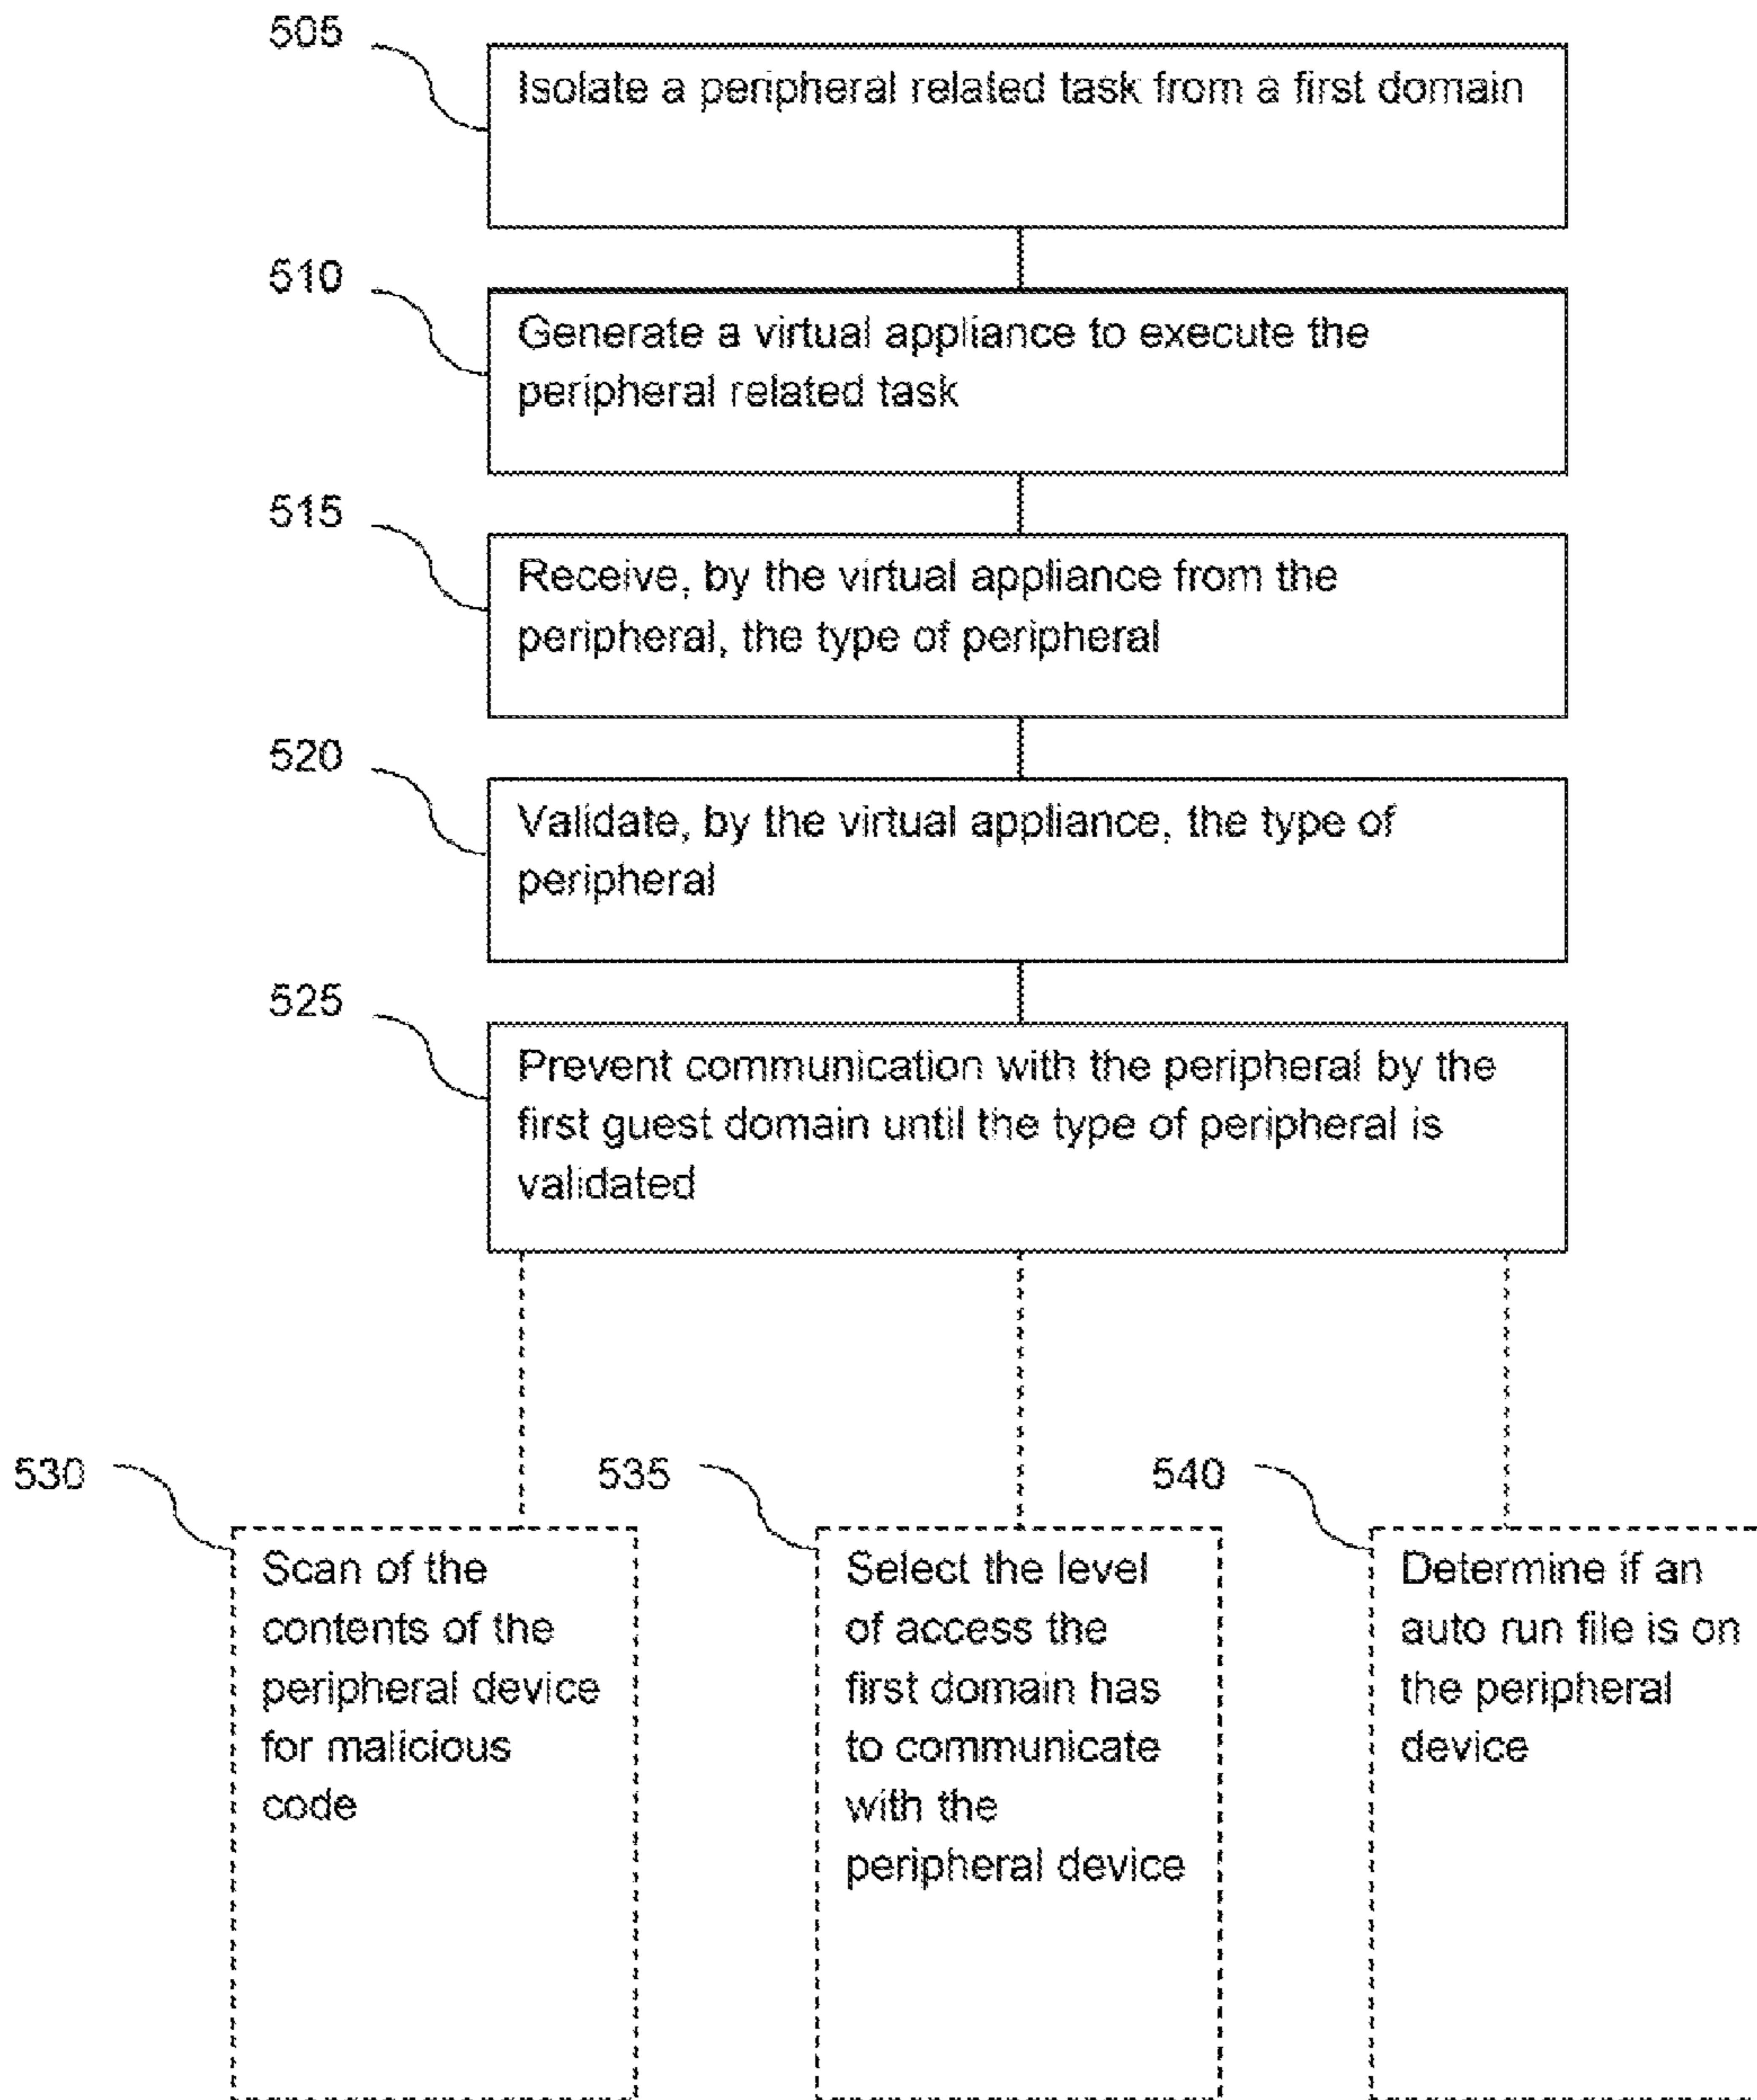 505
Isolate a peripheral related task from a first domain
510
Generate a virtual appliance to execute the
peripheral related task
515
Receive, by the virtual appliance from the
peripheral, the type of peripheral
520
Validate, by the virtual appliance, the type of
peripheral
525
Prevent communication with the peripheral by the
first guest domain until the type of peripheral is
validated
530
Scan of the
contents of the
peripheral device
for malicious
code
535
Select the level
of access the
first domain has
to communicate
with the
peripheral device
540
Determine if an
auto run file is on
the peripheral
device